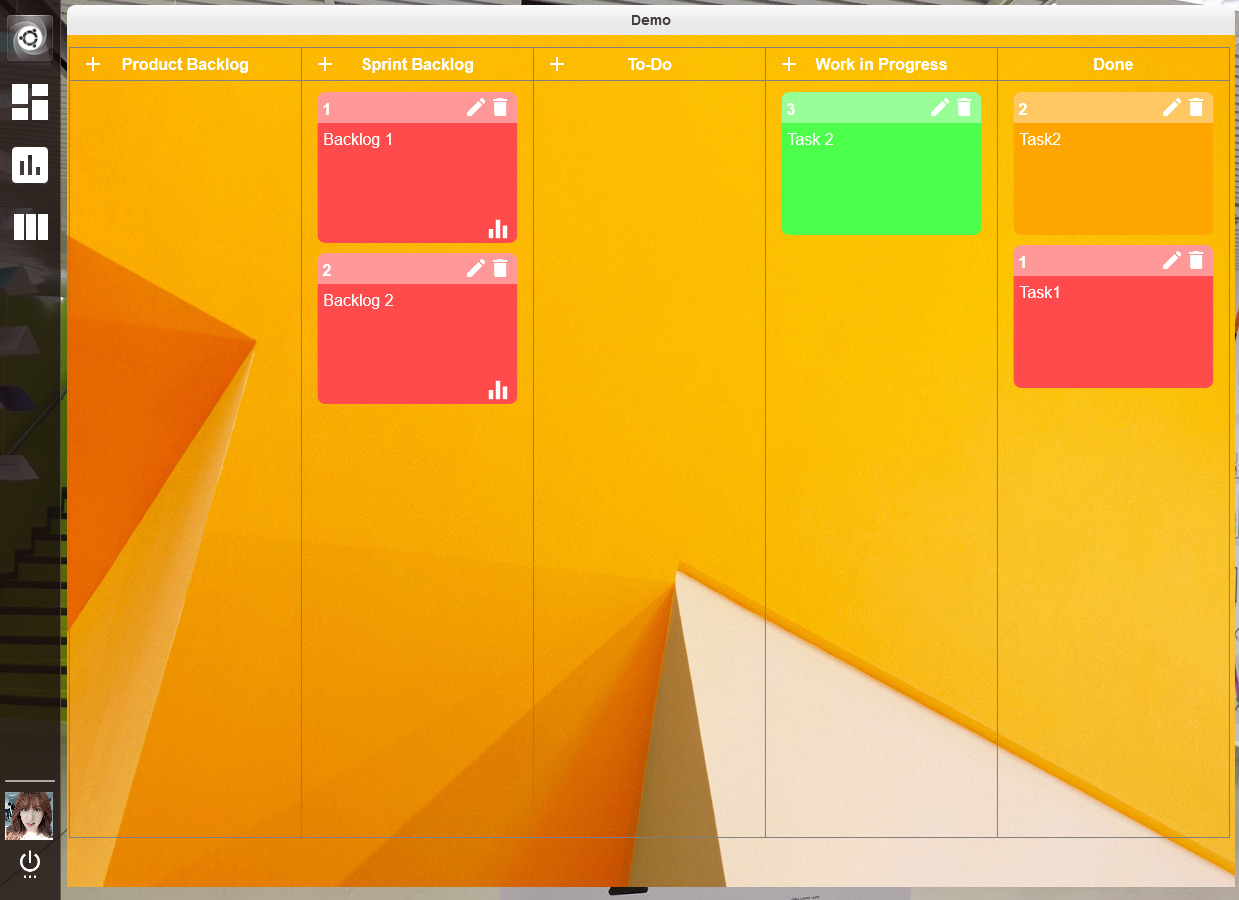 Demo
Product Backlog
Sprint Backlog
To-Do
Work in Progress
Done
1
Backlog 1
2
Backlog 2
3
Task 2
2
Task2
1
Task1